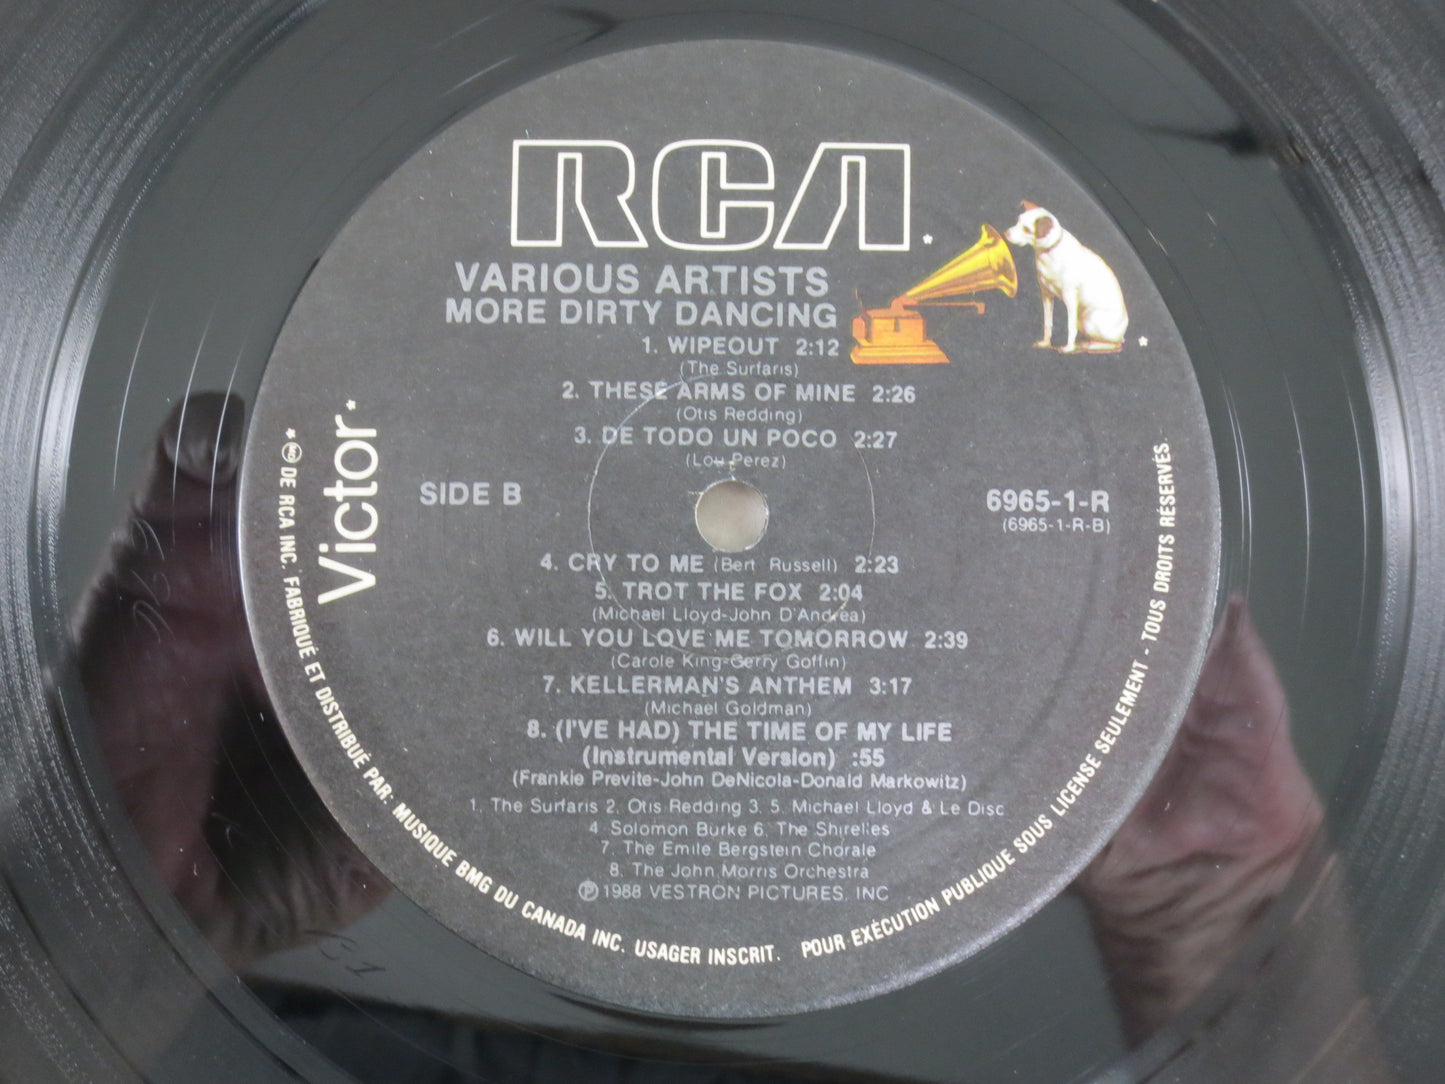 RCA
VARIOUS ARTISTS
MORE DIRTY DANCING
1. WIPEOUT 2:12
(The Surfaris)
2. THESE ARMS OF MINE 2:26
(Otis Redding)
3. DE TODO UN POCO 2:27
(Lou Perez)
SIDE B
6965-1-R
(6965-1-R-B)
Victor
4. CRY TO ME (Bert Russell) 2:23
5. TROT THE FOX 2:04
(Michael Lloyd-John D'Andrea)
6. WILL YOU LOVE ME TOMORROW 2:39
(Carole King-Gerry Goffin)
7. KELLERMAN'S ANTHEM 3:17
(Michael Goldman)
8. (I'VE HAD) THE TIME OF MY LIFE
(Instrumental Version) :55
(Frankie Previte-John DeNicola-Donald Markowitz)
1. The Surfaris 2. Otis Redding 3. 5. Michael Lloyd & Le Disc
4 Solomon Burke 6. The Shirelles
7. The Emile Bergstein Chorale
8. The John Morris Orchestra
℗1988 VESTRON PICTURES, INC
* DE RCA INC. FABRIQUÉ ET DISTRIBUÉ PAR: MUSIQUE BMG DU CANADA INC. USAGER INSCRIT. POUR EXÉCUTION PUBLIQUE SOUS LICENSE SEULEMENT - TOUS DROITS RÉSERVÉS.